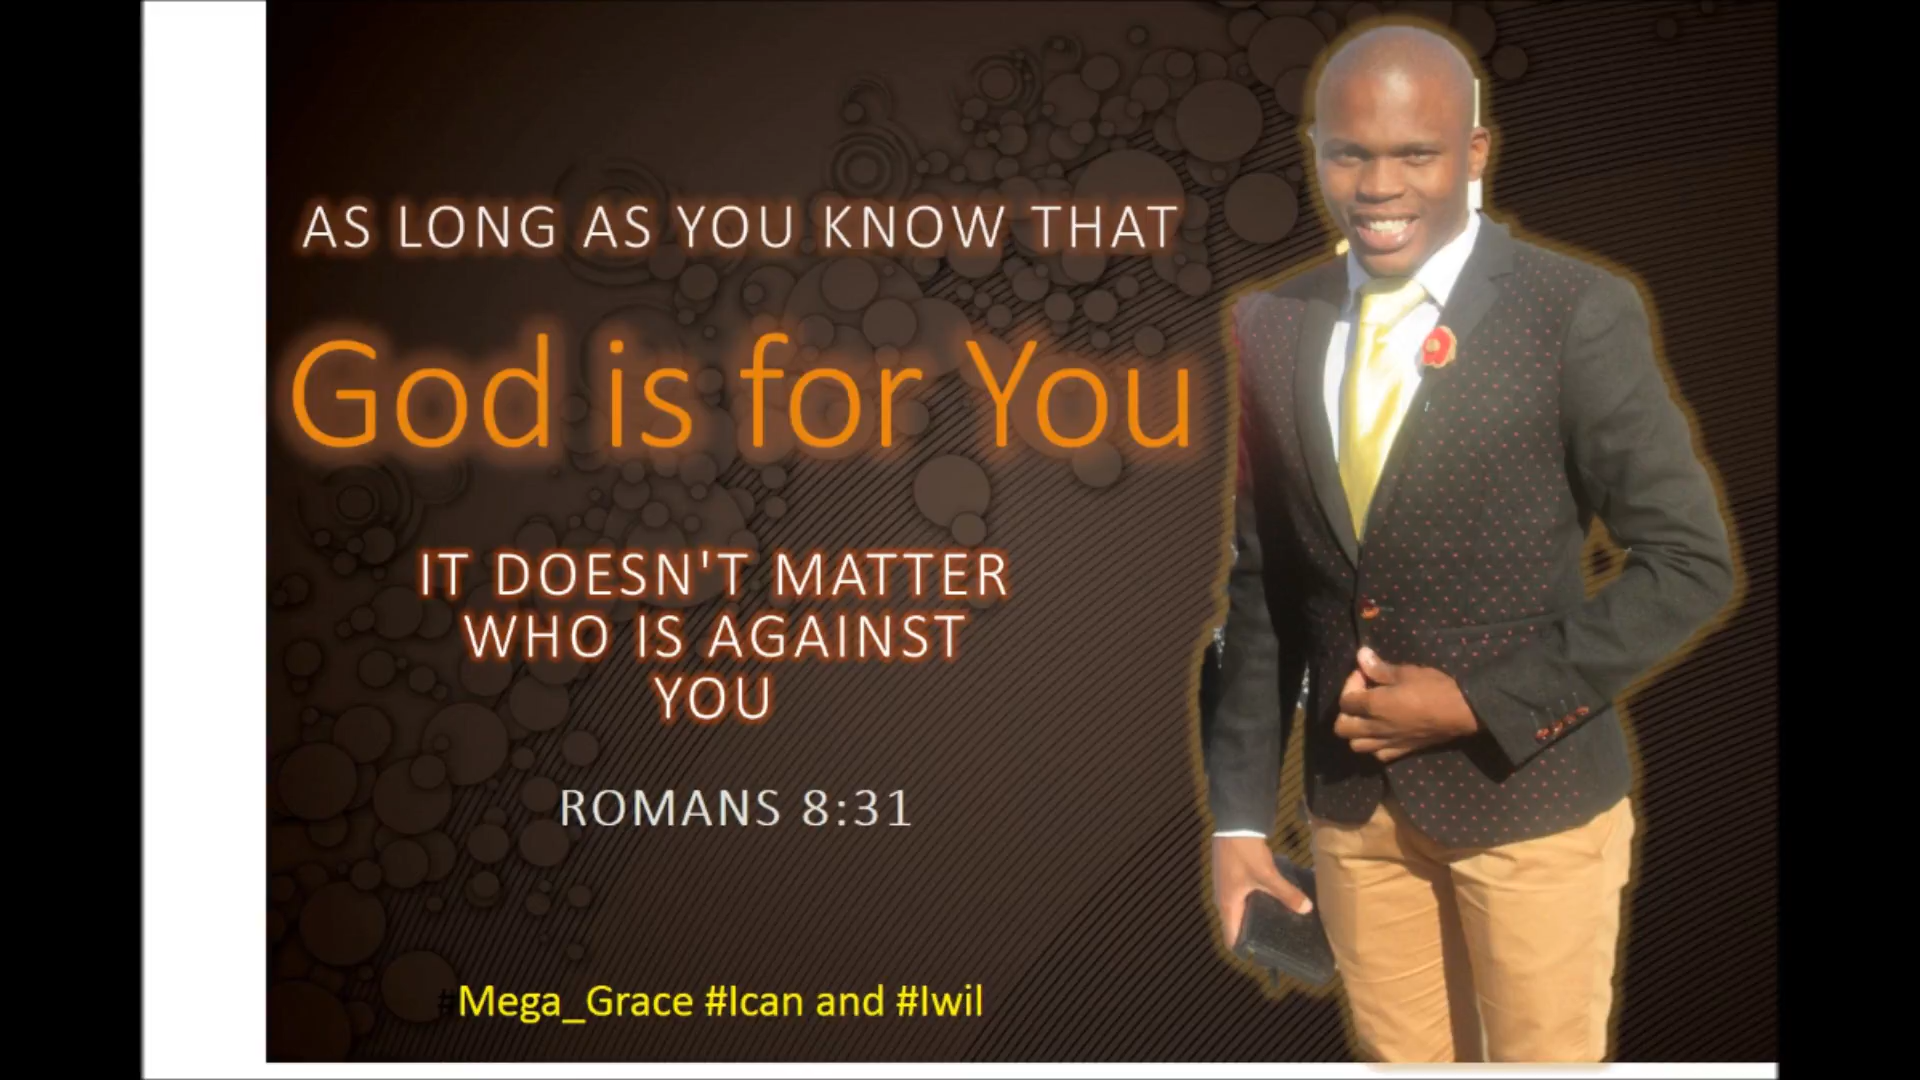 AS LONG AS YOU KNOW THAT
God is for You
IT DOESN'T MATTER
WHO IS AGAINST
YOU
ROMANS 8:31
#Mega_Grace #Ican and #Iwil